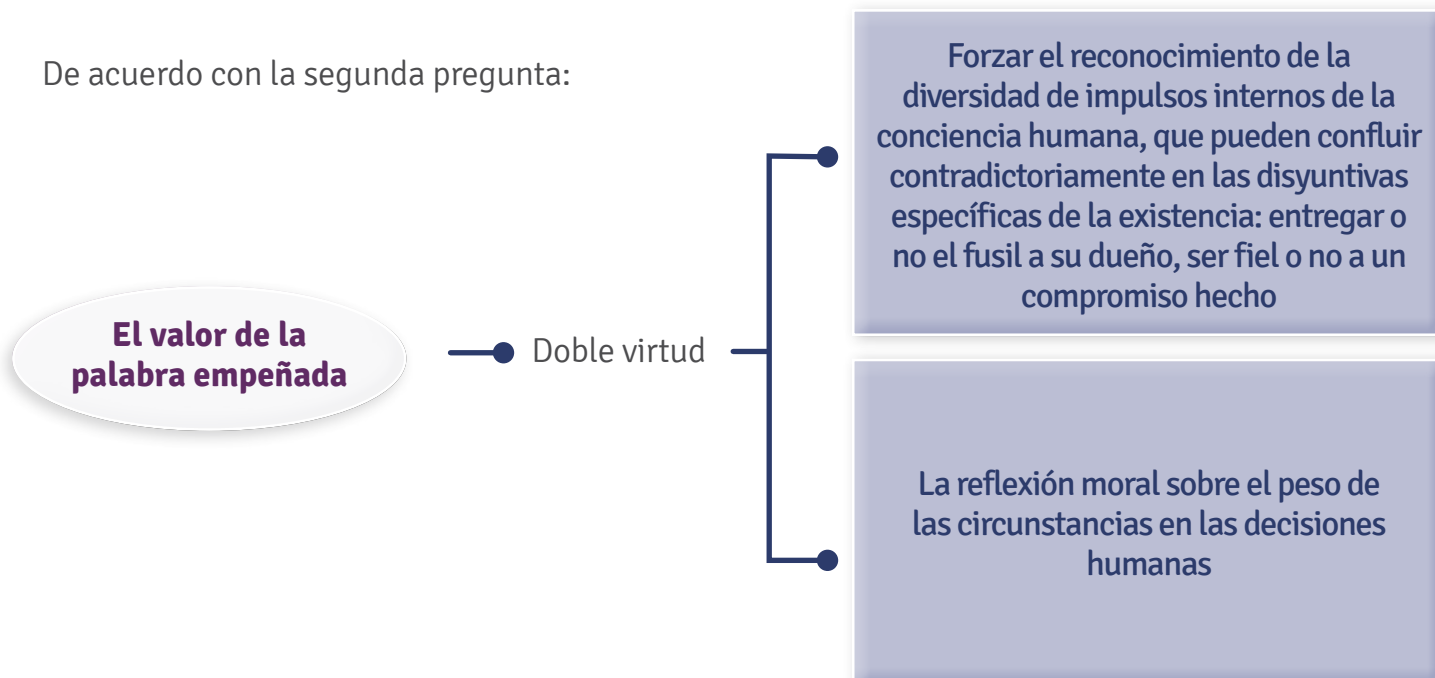 De acuerdo con la segunda pregunta:
El valor de la
palabra empeñada
Doble virtud
Forzar el reconocimiento de la
diversidad de impulsos internos de la
conciencia humana, que pueden confluir
contradictoriamente en las disyuntivas
específicas de la existencia: entregar o
no el fusil a su dueño, ser fiel o no a un
compromiso hecho
La reflexión moral sobre el peso de
las circunstancias en las decisiones
humanas